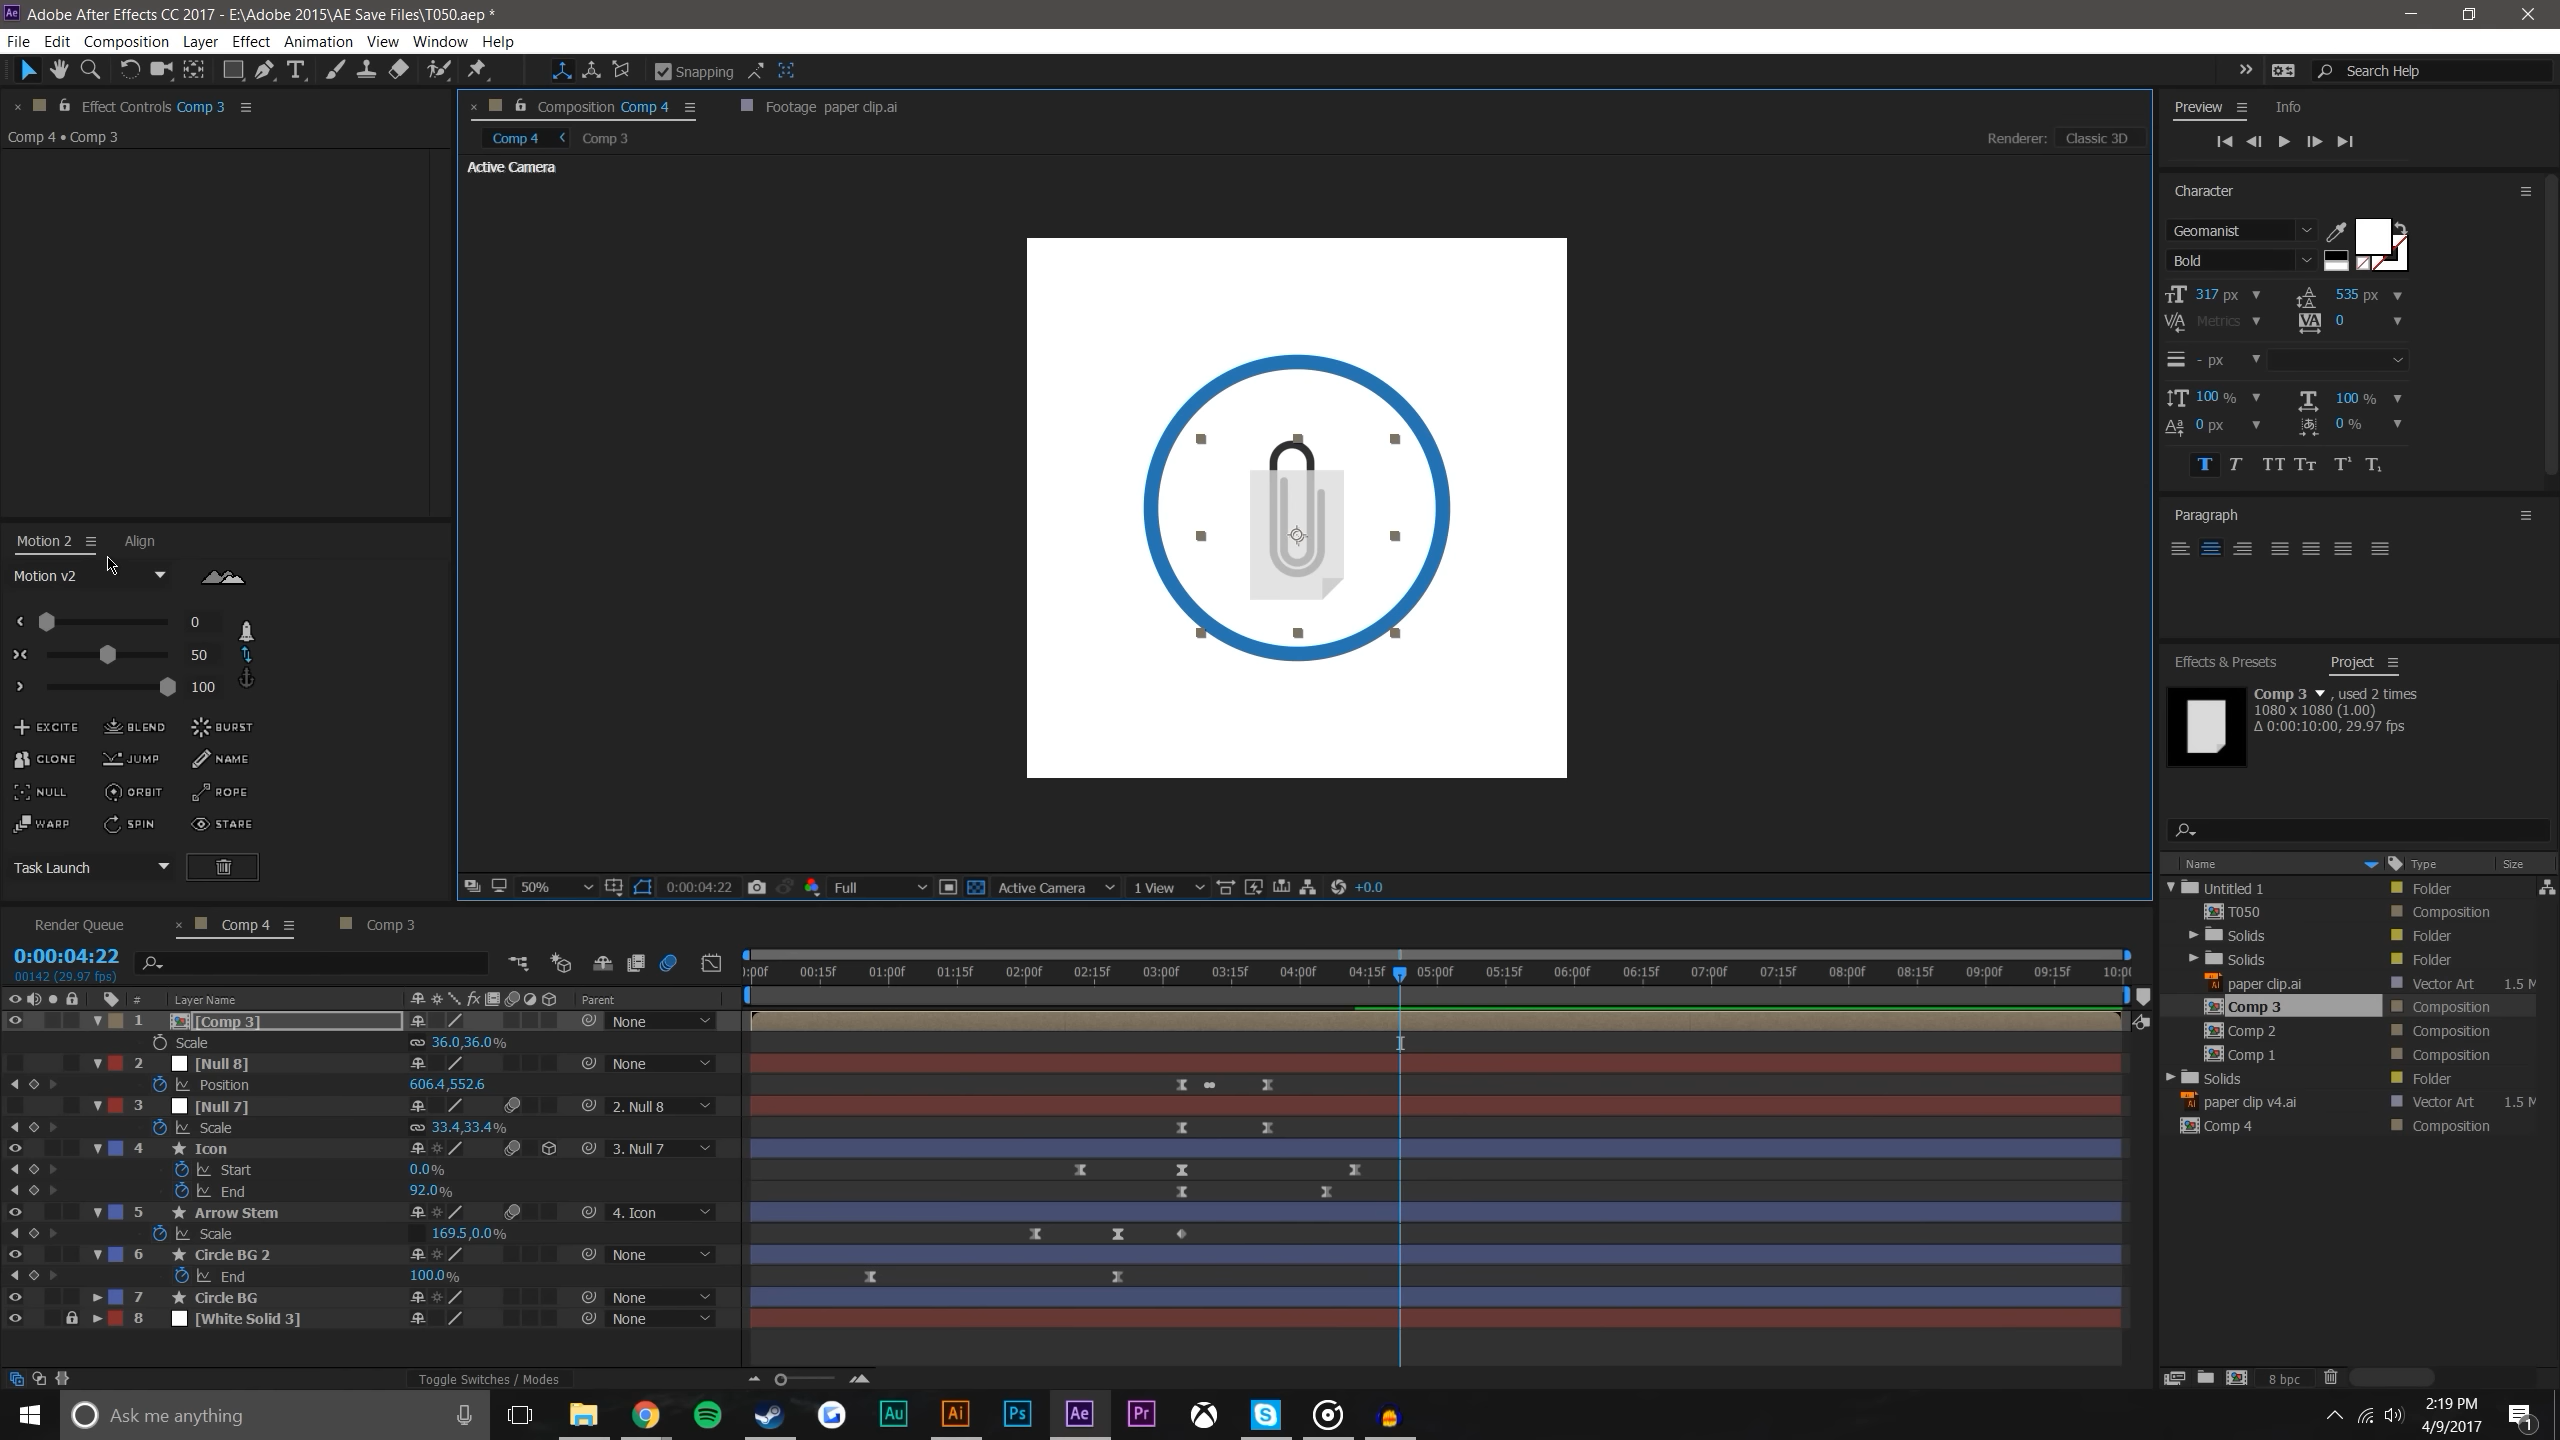 Adobe After Effects CC 2017 - E:\Adobe 2015\AE Save Files\T050.aep *
File Edit Composition Layer Effect Animation View Window Help
Snapping
Search Help
Effect Controls Comp 3
Comp 4 • Comp 3
Composition Comp 4
Footage paper clip.ai
Comp 4 Comp 3
Renderer: Classic 3D
Active Camera
Preview Info
Character
Geomanist
Bold
317 px 535 px
Metrics 0
- px
100 % 100 %
0 px 0 %
Paragraph
Motion 2 Align
Motion v2
0
50
100
EXCITE BLEND BURST
CLONE JUMP NAME
NULL ORBIT ROPE
WARP SPIN STARE
Task Launch
Effects & Presets Project
Comp 3 , used 2 times
1080 x 1080 (1.00)
Δ 0:00:10:00, 29.97 fps
Name Type Size
Untitled 1 Folder
T050 Composition
Solids Folder
Solids Folder
paper clip.ai Vector Art 1.5 M
Comp 3 Composition
Comp 2 Composition
Comp 1 Composition
Solids Folder
paper clip v4.ai Vector Art 1.5 M
Comp 4 Composition
8 bpc
50% 0:00:04:22 Full Active Camera 1 View +0.0
Render Queue Comp 4 Comp 3
0:00:04:22
00142 (29.97 fps)
:00f 00:15f 01:00f 01:15f 02:00f 02:15f 03:00f 03:15f 04:00f 04:15f 05:00f 05:15f 06:00f 06:15f 07:00f 07:15f 08:00f 08:15f 09:00f 09:15f 10:0
# Layer Name fx Parent
1 [Comp 3] None
Scale 36.0,36.0%
2 [Null 8] None
Position 606.4,552.6
3 [Null 7] 2. Null 8
Scale 33.4,33.4%
4 Icon 3. Null 7
Start 0.0%
End 92.0%
5 Arrow Stem 4. Icon
Scale 169.5,0.0%
6 Circle BG 2 None
End 100.0%
7 Circle BG None
8 [White Solid 3] None
Toggle Switches / Modes
Ask me anything
Au Ai Ps Ae Pr
2:19 PM
4/9/2017
1